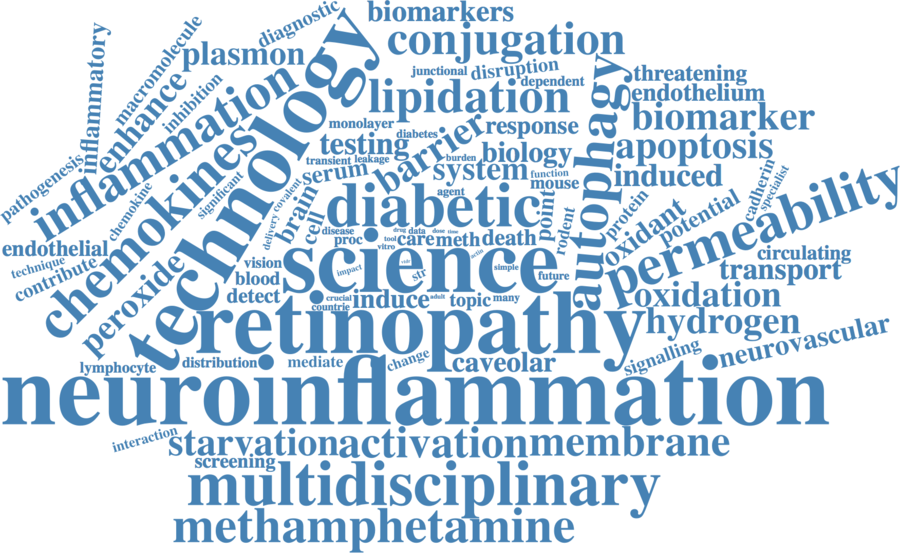 biomarkers
diagnostic
conjugation
plasmon
inflammatory
macromolecule
technology
junctional
disruption
dependent
threatening
endothelium
enhance
inhibition
inflammation
lipidation
autophagy
biomarker
monolayer
diabetes
barrier
response
testing
apoptosis
pathogenesis
chemokines
transient
leakage
burden
biology
serum
system
function
induced
chemokine
significant
covalent
delivery
brain
cell
agent
mouse
point
rodent
protein
cadherin
specialist
diabetic
oxidant
potential
permeability
endothelial
disease
drug
data
dose
time
proc
tool
care
meth
death
vitro
technique
contribute
peroxide
vision
science
impact
role
actin
simple
str
future
circulating
transport
blood
detect
crucial
countrie
induce
adult
topic
many
oxidation
retinopathy
hydrogen
neurovascular
signalling
lymphocyte
distribution
mediate
change
caveolar
neuroinflammation
interaction
starvation
activation
membrane
screening
multidisciplinary
methamphetamine